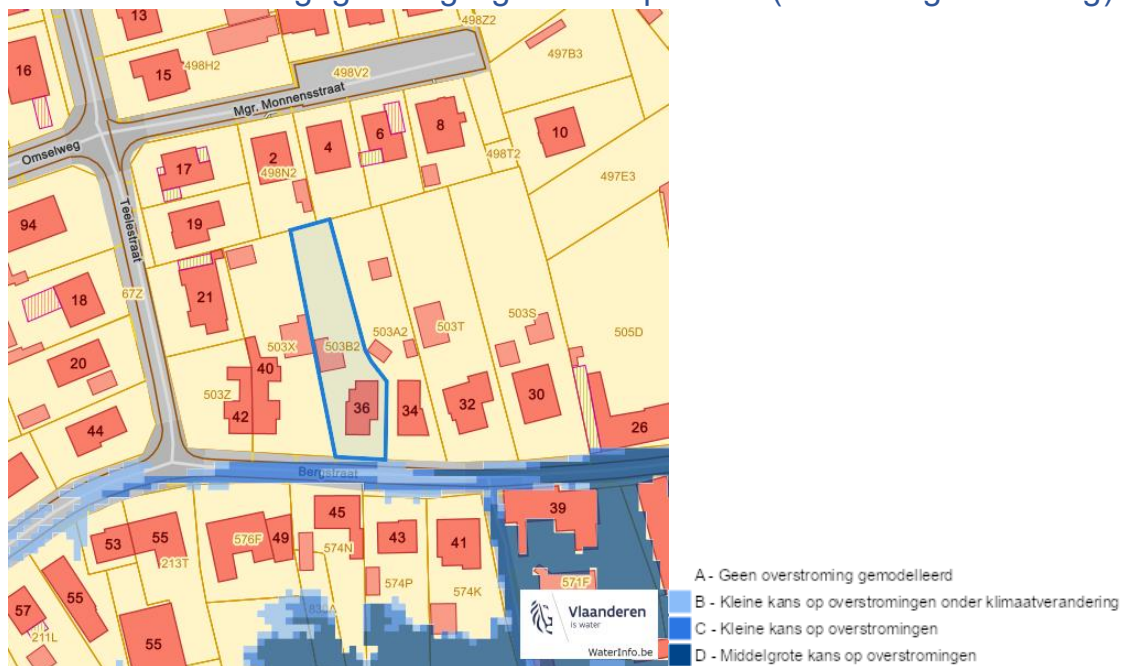 13
498Z2
497B3
16
15
498H2
498V2
Mgr. Monnensstraat
Omselweg
17
2
498N2
4
6
8
498T2
10
497E3
94
19
Teelestraat
67Z
18
21
20
503X
40
503Z
42
503B2
36
503A2
34
503T
32
503S
30
505D
26
44
Bergstraat
53
55
213T
576F
49
45
574N
43
574P
41
574K
39
571F
57
55
211L
55
Vlaanderen
is water
WaterInfo.be
A - Geen overstroming gemodelleerd
B - Kleine kans op overstromingen onder klimaatverandering
C - Kleine kans op overstromingen
D - Middelgrote kans op overstromingen